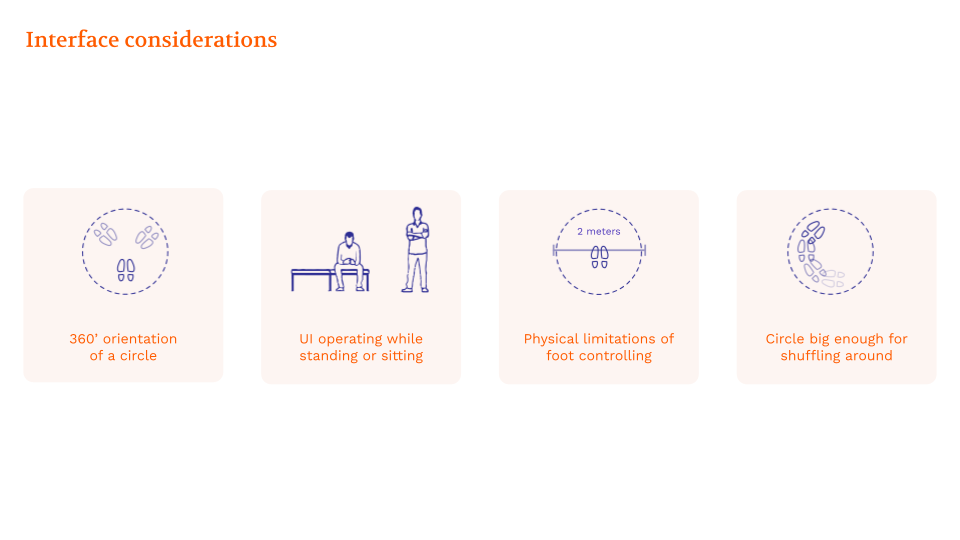 Interface considerations
2 meters
360° orientation
of a circle
UI operating while
standing or sitting
Physical limitations of
foot controlling
Circle big enough for
shuffling around